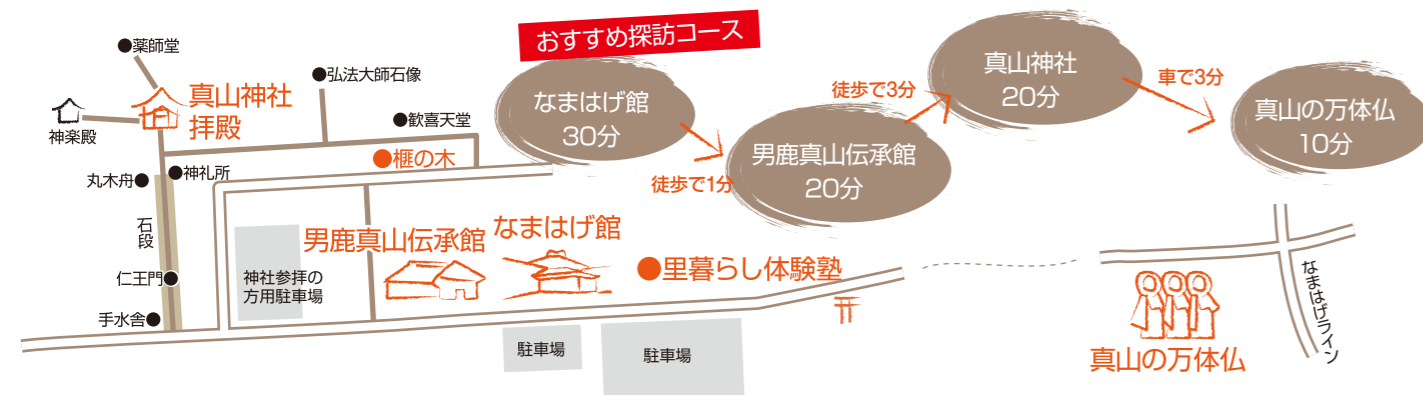 おすすめ探訪コース
なまはげ館
30分
徒歩で1分
男鹿真山伝承館
20分
徒歩で3分
真山神社
20分
車で3分
真山の万体仏
10分
薬師堂
弘法大師石像
真山神社
拝殿
神楽殿
歓喜天堂
榧の木
丸木舟
神礼所
石段
仁王門
手水舎
神社参拝の
方用駐車場
男鹿真山伝承館
なまはげ館
里暮らし体験塾
駐車場
駐車場
真山の万体仏
なまはげライン